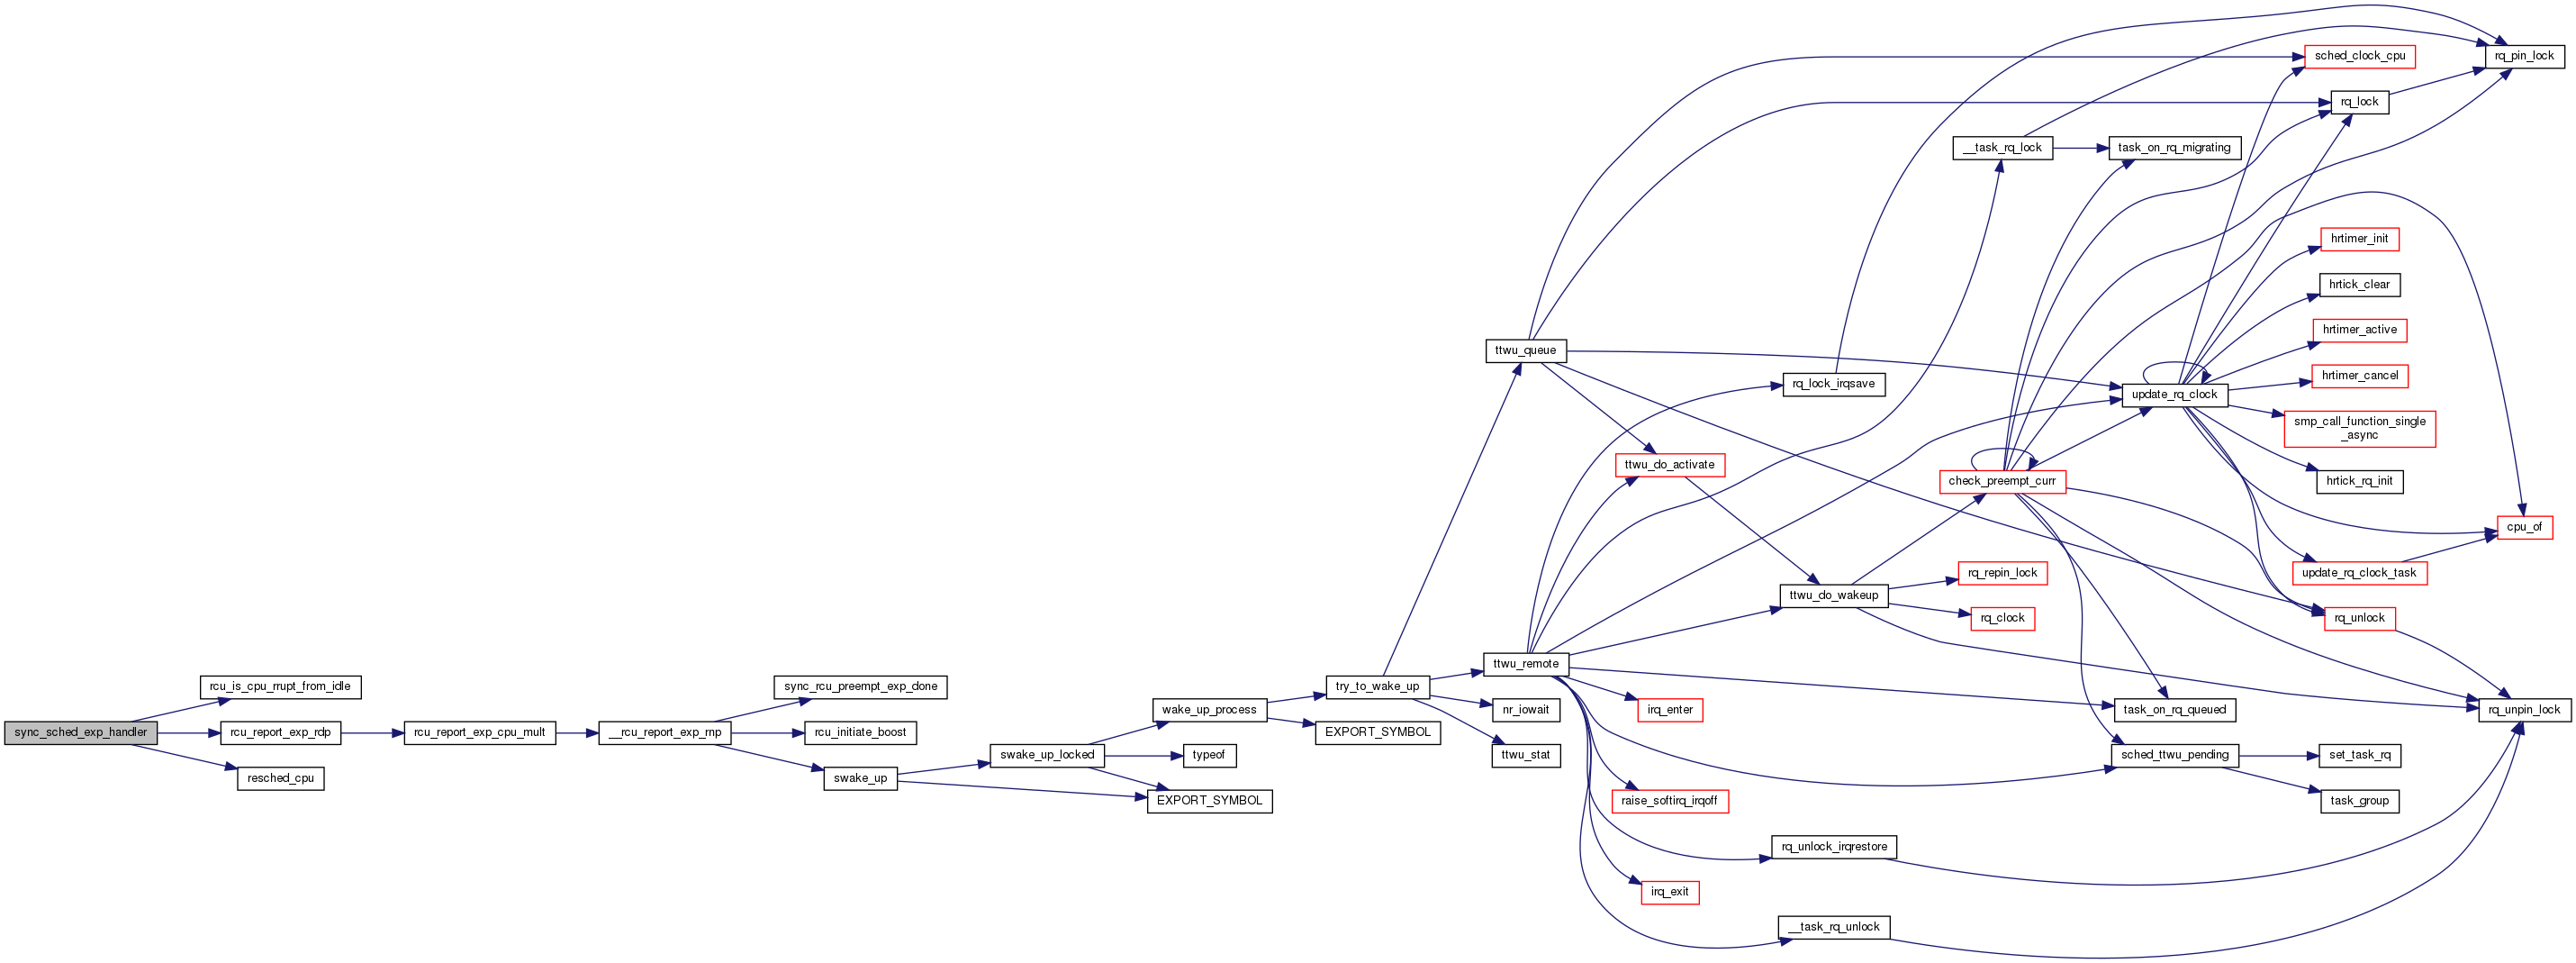 sync_sched_exp_handler
rcu_is_cpu_rrupt_from_idle
rcu_report_exp_rdp
resched_cpu
rcu_report_exp_cpu_mult
__rcu_report_exp_rnp
sync_rcu_preempt_exp_done
rcu_initiate_boost
swake_up
swake_up_locked
wake_up_process
typeof
EXPORT_SYMBOL
EXPORT_SYMBOL
try_to_wake_up
ttwu_queue
ttwu_remote
nr_iowait
ttwu_stat
ttwu_do_activate
irq_enter
raise_softirq_irqoff
irq_exit
rq_lock_irqsave
ttwu_do_wakeup
rq_unlock_irqrestore
__task_rq_unlock
__task_rq_lock
check_preempt_curr
rq_repin_lock
rq_clock
task_on_rq_migrating
update_rq_clock
task_on_rq_queued
sched_ttwu_pending
sched_clock_cpu
rq_lock
hrtimer_init
hrtick_clear
hrtimer_active
hrtimer_cancel
smp_call_function_single
_async
hrtick_rq_init
update_rq_clock_task
rq_unlock
set_task_rq
task_group
rq_pin_lock
cpu_of
rq_unpin_lock